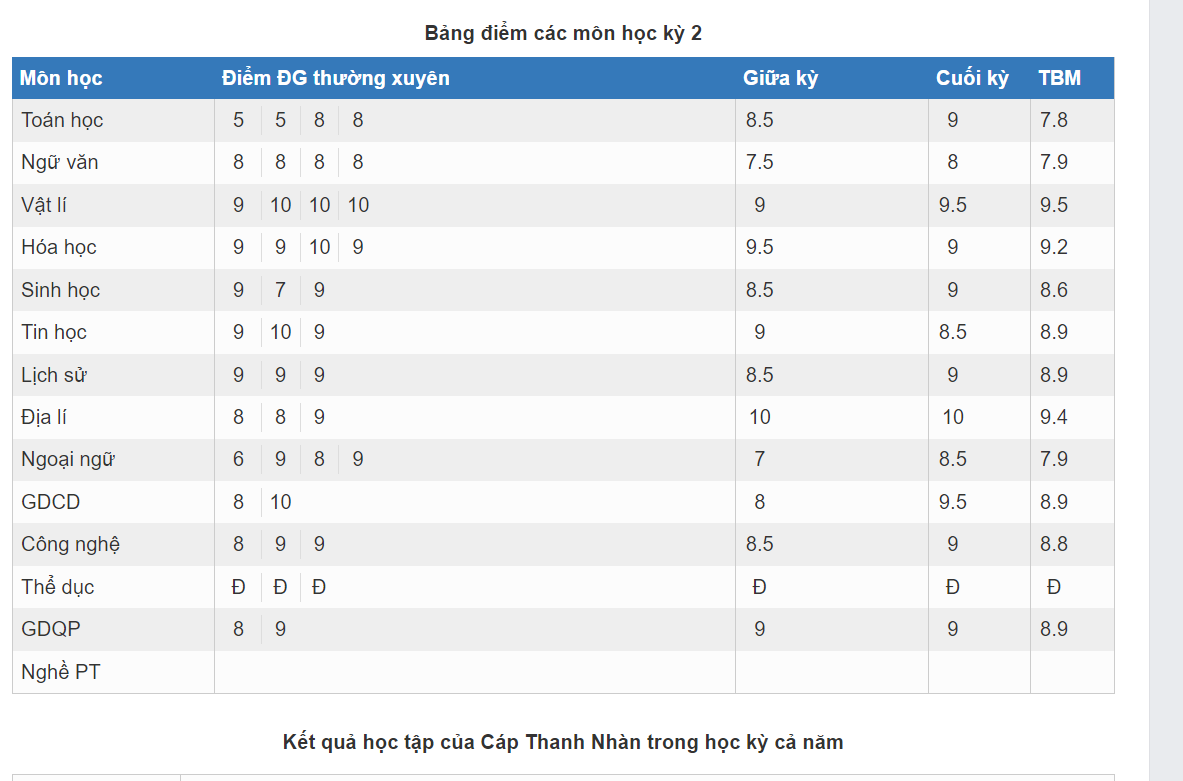 Bảng điểm các môn học kỳ 2
Môn học Điểm ĐG thường xuyên Giữa kỳ Cuối kỳ TBM
Toán học 5 5 8 8 8.5 9 7.8
Ngữ văn 8 8 8 8 7.5 8 7.9
Vật lí 9 10 10 10 9 9.5 9.5
Hóa học 9 9 10 9 9.5 9 9.2
Sinh học 9 7 9 8.5 9 8.6
Tin học 9 10 9 9 8.5 8.9
Lịch sử 9 9 9 8.5 9 8.9
Địa lí 8 8 9 10 10 9.4
Ngoại ngữ 6 9 8 9 7 8.5 7.9
GDCD 8 10 8 9.5 8.9
Công nghệ 8 9 9 8.5 9 8.8
Thể dục Đ Đ Đ Đ Đ Đ
GDQP 8 9 9 9 8.9
Nghề PT
Kết quả học tập của Cáp Thanh Nhàn trong học kỳ cả năm